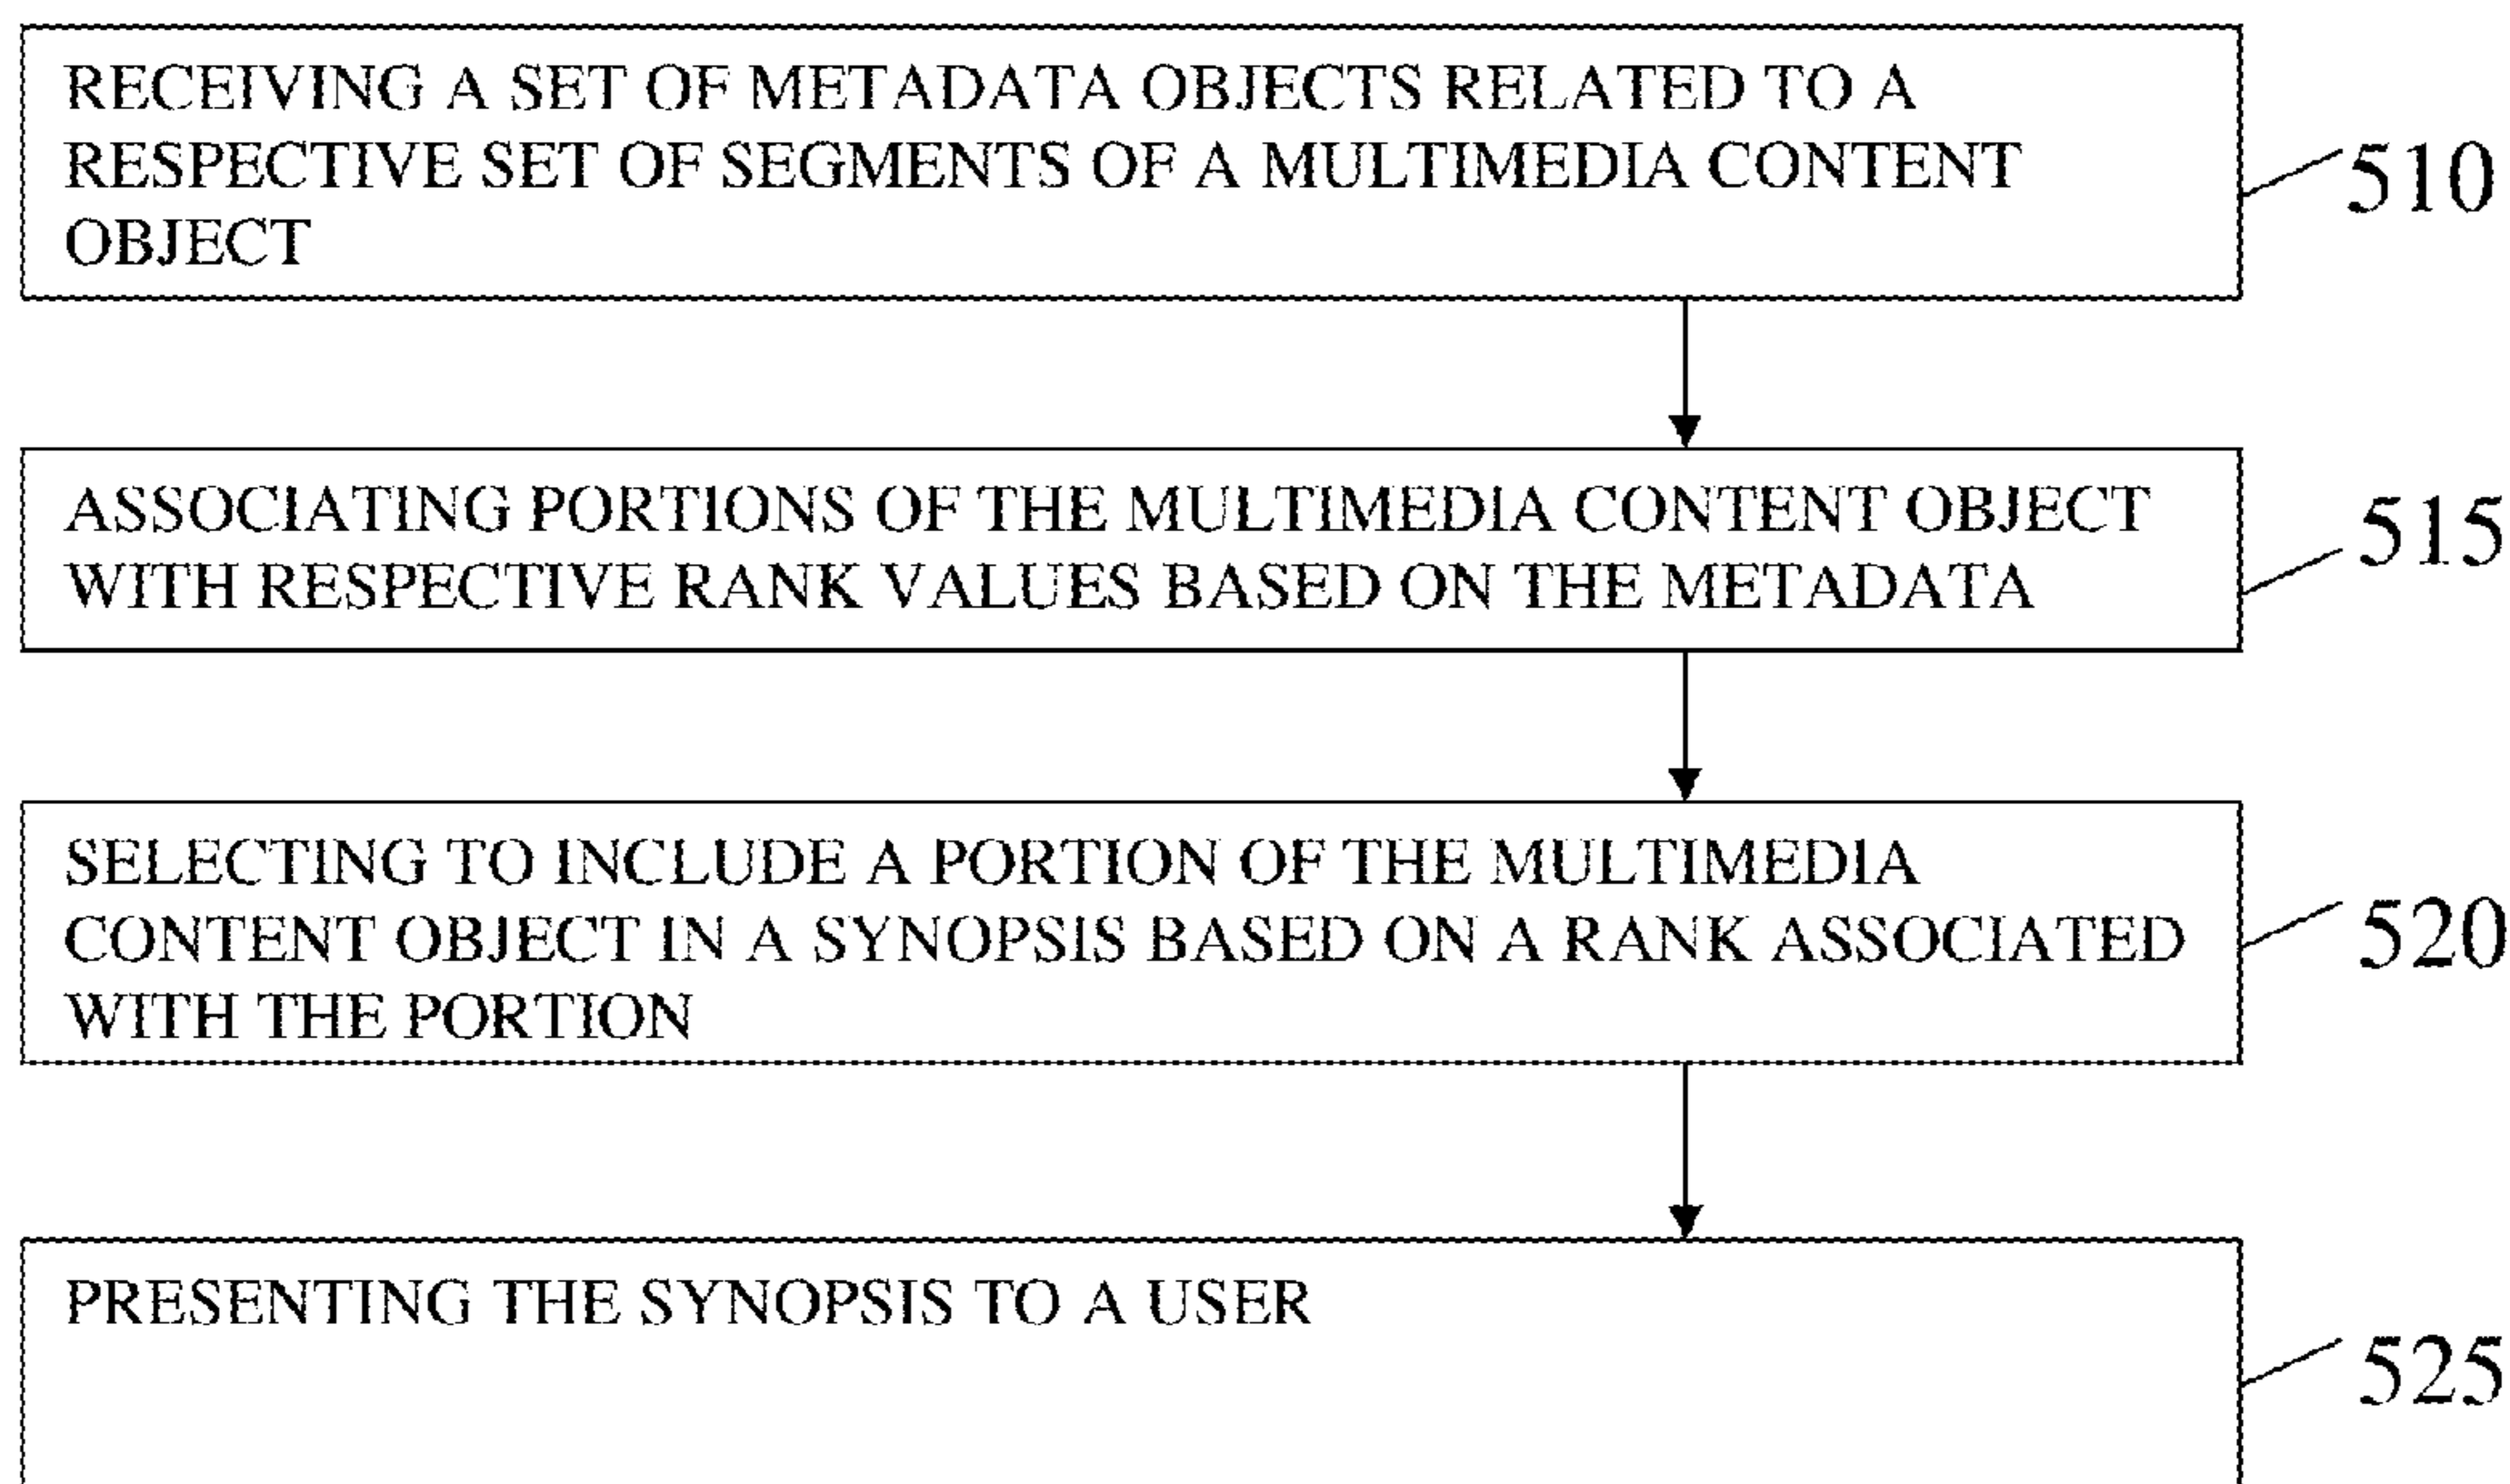 RECEIVING A SET OF METADATA OBJECTS RELATED TO A
RESPECTIVE SET OF SEGMENTS OF A MULTIMEDIA CONTENT
OBJECT
510
ASSOCIATING PORTIONS OF THE MULTIMEDIA CONTENT OBJECT
WITH RESPECTIVE RANK VALUES BASED ON THE METADATA
515
SELECTING TO INCLUDE A PORTION OF THE MULTIMEDIA
CONTENT OBJECT IN A SYNOPSIS BASED ON A RANK ASSOCIATED
WITH THE PORTION
520
PRESENTING THE SYNOPSIS TO A USER
525